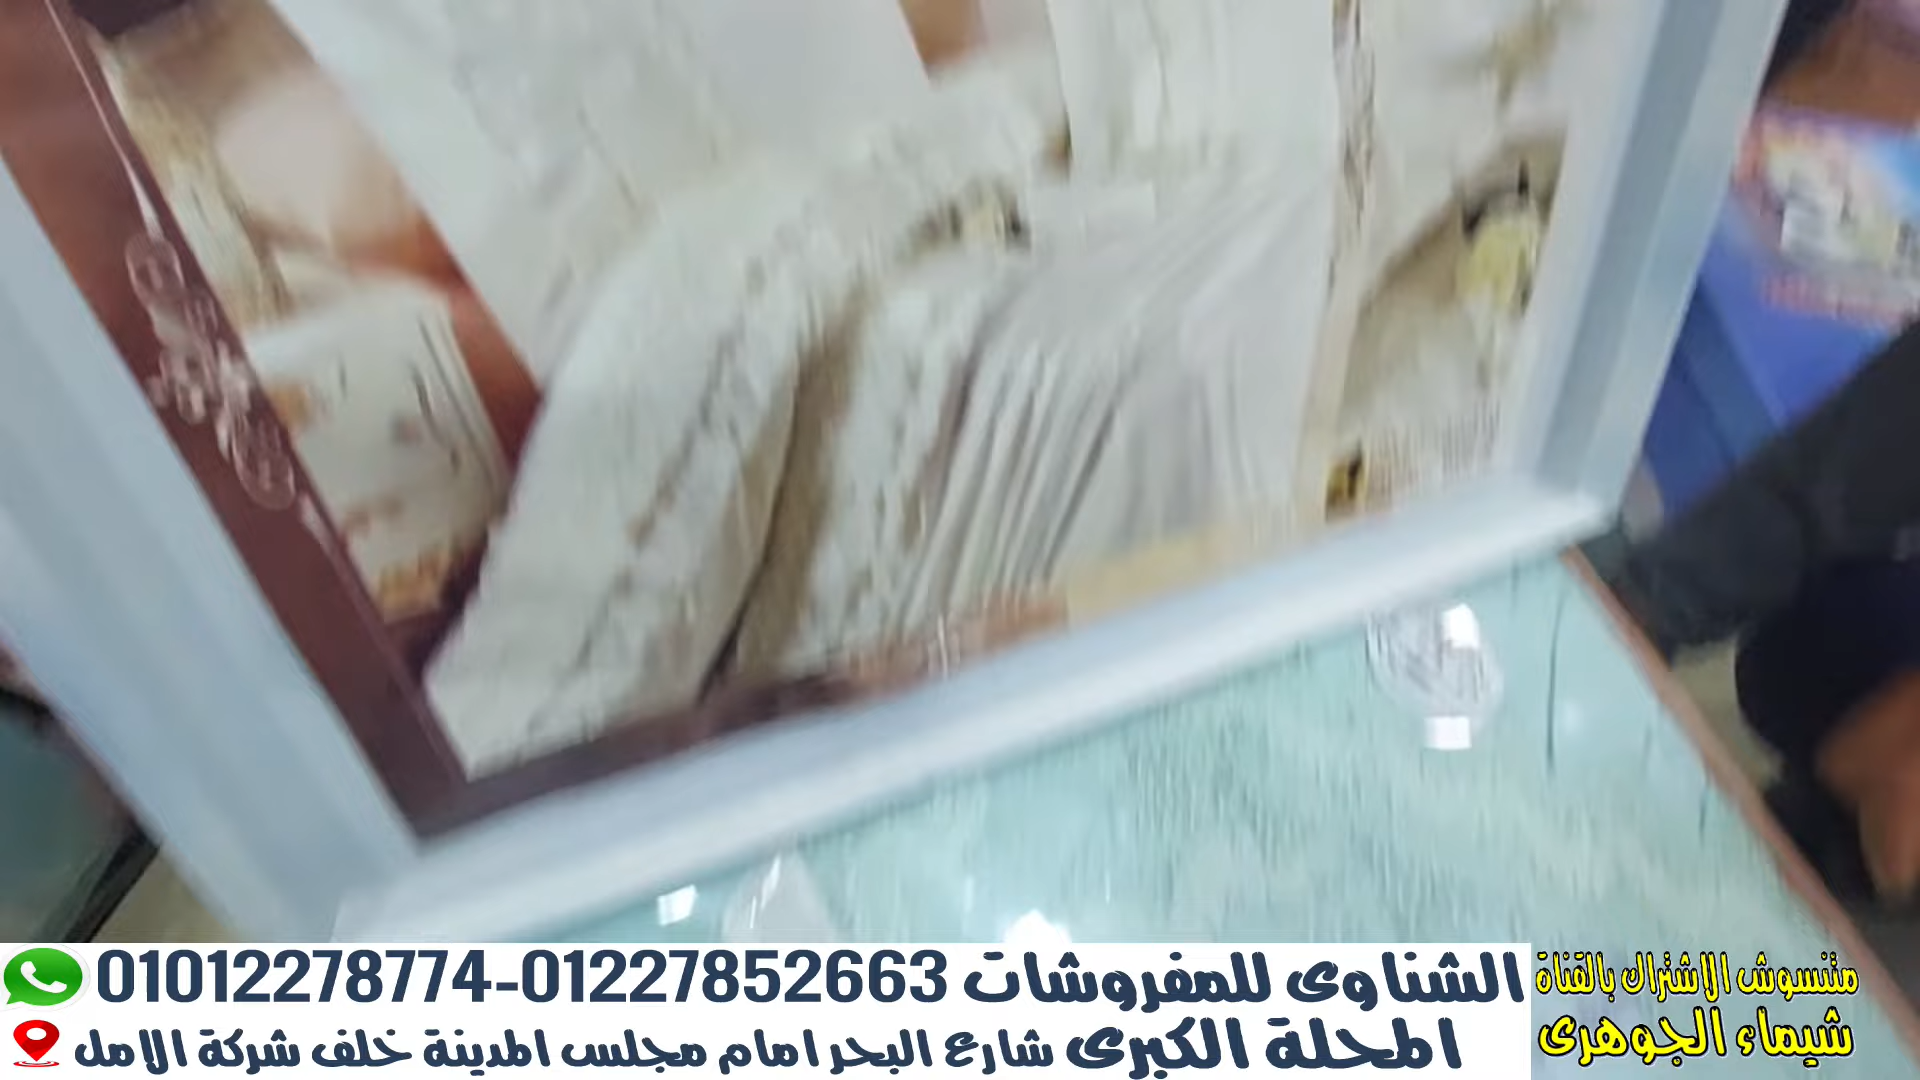 الشناوى للمفروشات 01227852663-01012278774
المحلة الكبرى شارع البحر امام مجلس المدينة خلف شركة الامل
متنسوش الاشتراك بالقناة
شيماء الجوهرى